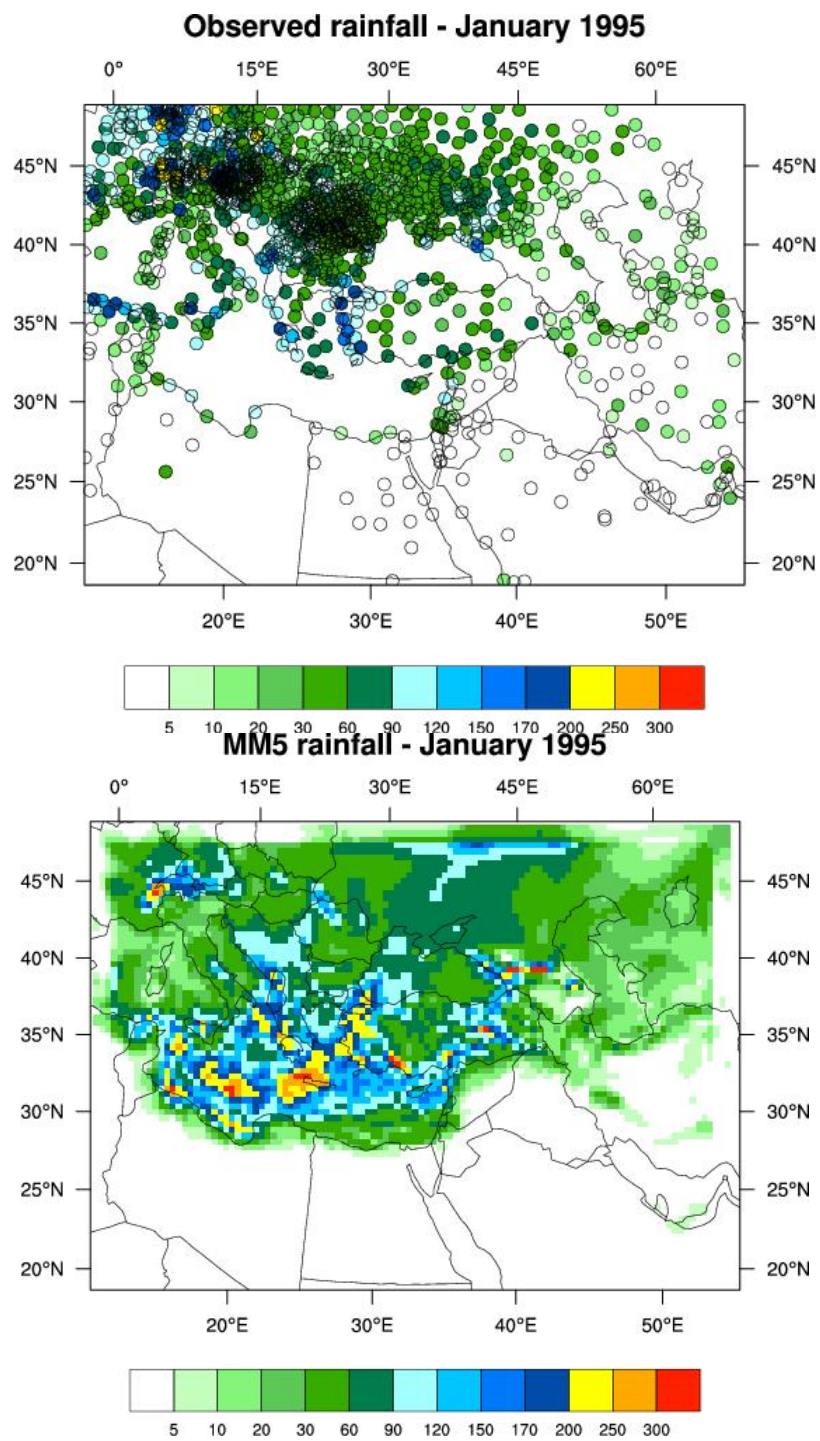 Observed rainfall - January 1995
0° 15°E 30°E 45°E 60°E
45°N 45°N
40°N 40°N
35°N 35°N
30°N 30°N
25°N 25°N
20°N 20°N
20°E 30°E 40°E 50°E
5 10 20 30 60 90 120 150 170 200 250 300
MM5 rainfall - January 1995
0° 15°E 30°E 45°E 60°E
45°N 45°N
40°N 40°N
35°N 35°N
30°N 30°N
25°N 25°N
20°N 20°N
20°E 30°E 40°E 50°E
5 10 20 30 60 90 120 150 170 200 250 300